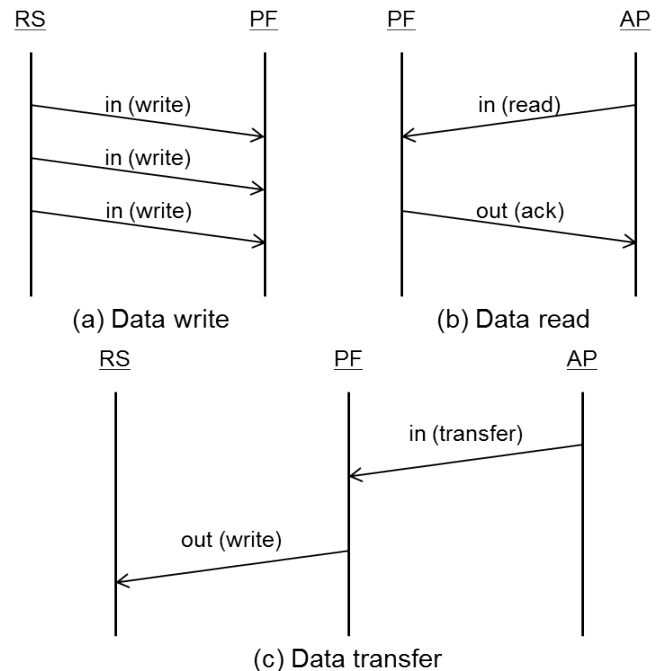 RS PF
in (write)
in (write)
in (write)
(a) Data write
PF AP
in (read)
out (ack)
(b) Data read
RS PF AP
in (transfer)
out (write)
(c) Data transfer